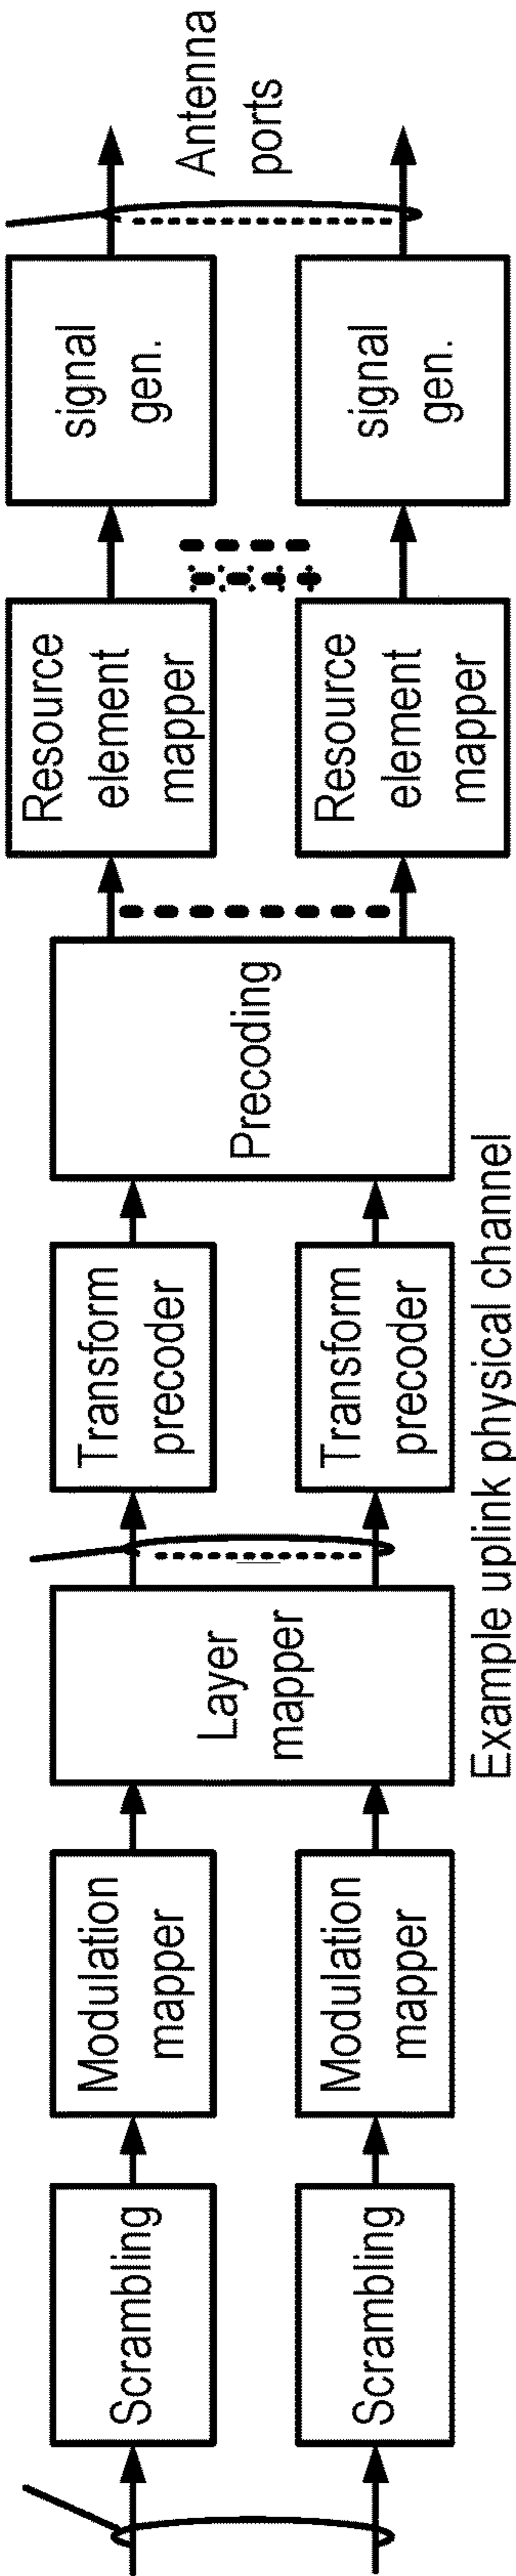 Scrambling
Modulation
mapper
Layer
mapper
Transform
precoder
Precoding
Resource
element
mapper
signal
gen.
Antenna
ports
Scrambling
Modulation
mapper
Transform
precoder
Resource
element
mapper
signal
gen.
Example uplink physical channel